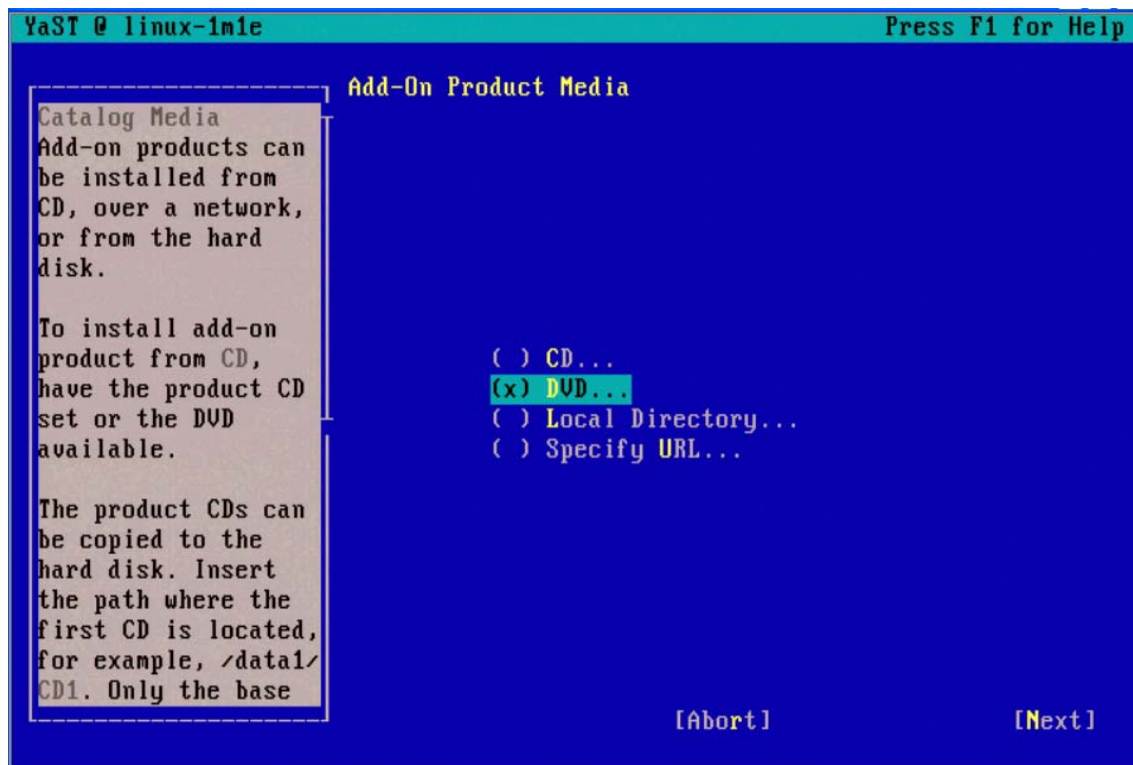 YaST @ linux-1m1e Press F1 for Help
Add-On Product Media
Catalog Media
Add-on products can
be installed from
CD, over a network,
or from the hard
disk.
To install add-on
product from CD,
have the product CD
set or the DVD
available.
The product CDs can
be copied to the
hard disk. Insert
the path where the
first CD is located,
for example, /data1/
CD1. Only the base
( ) CD...
(x) DVD...
( ) Local Directory...
( ) Specify URL...
[Abort] [Next]